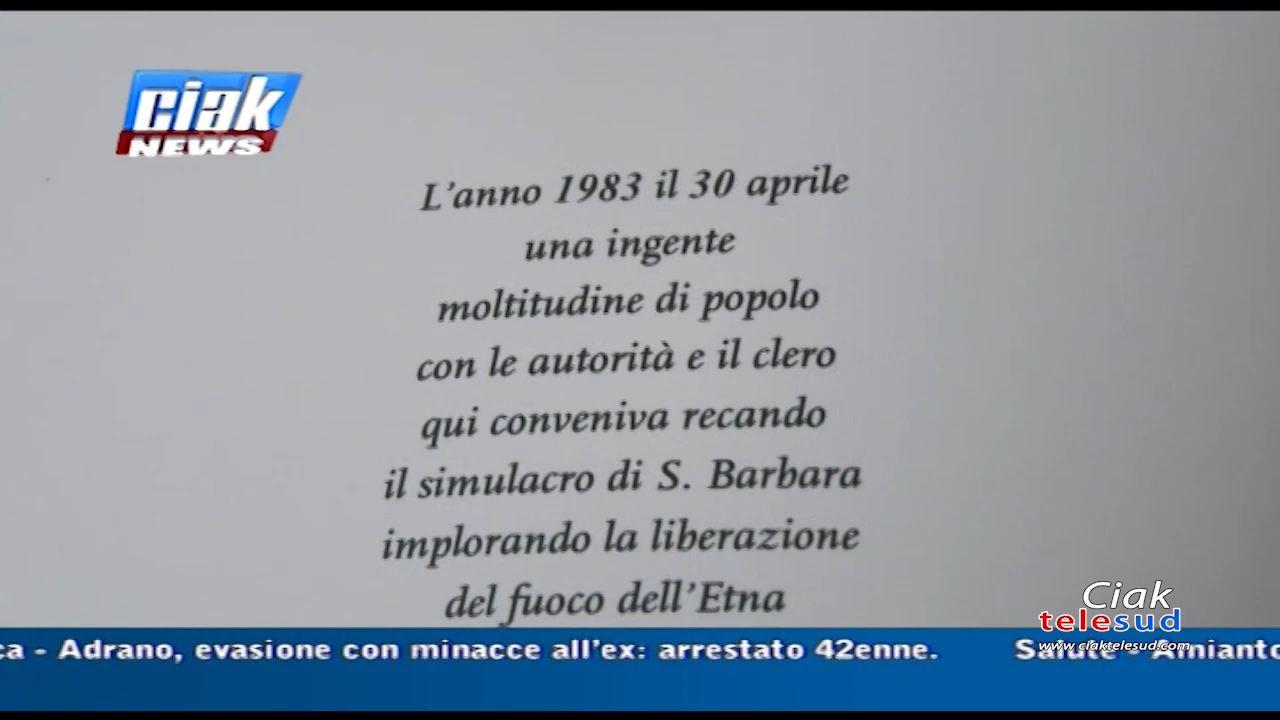 ciak
NEWS
L'anno 1983 il 30 aprile
una ingente
moltitudine di popolo
con le autorità e il clero
qui conveniva recando
il simulacro di S. Barbara
implorando la liberazione
del fuoco dell'Etna
Ciak
telesud
www.ciaktelesud.com
ca - Adrano, evasione con minacce all'ex: arrestato 42enne. Salute - Amianto